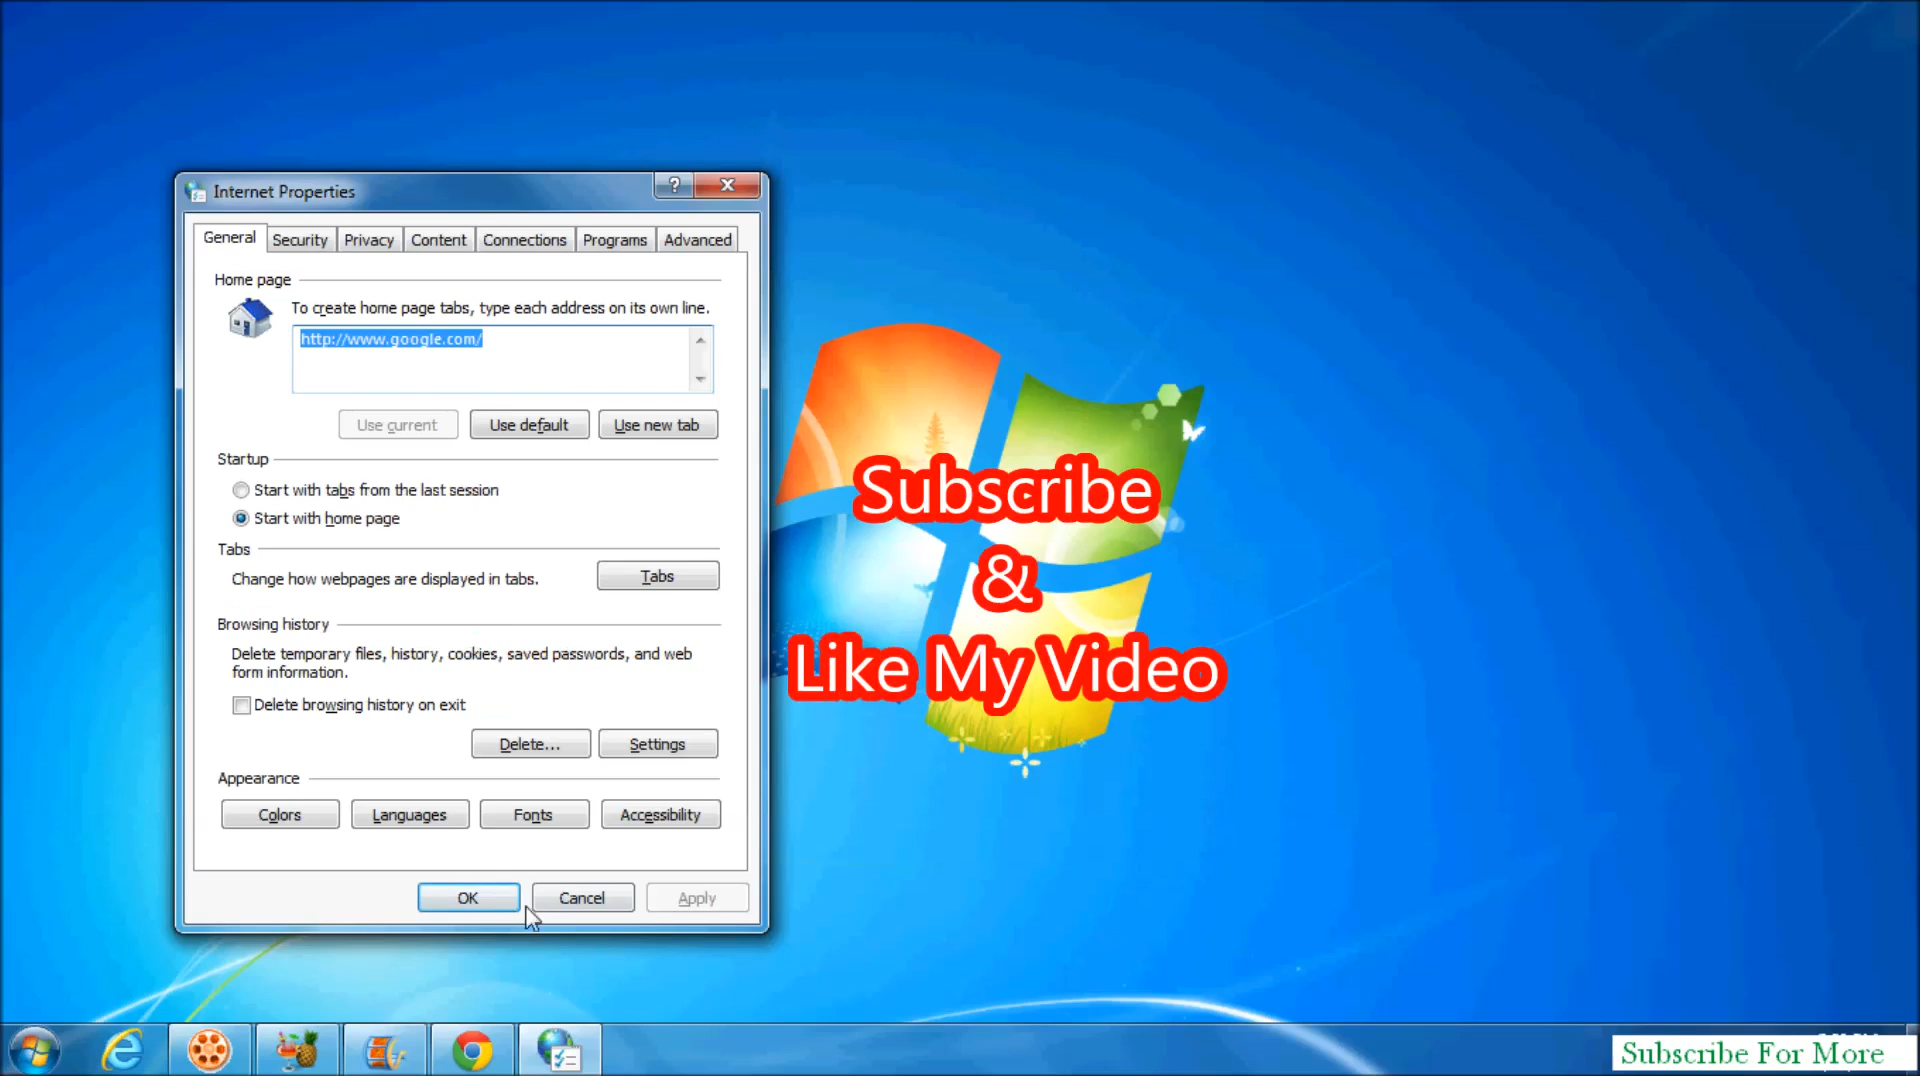 Internet Properties
?
General
Security
Privacy
Content
Connections
Programs
Advanced
Home page
To create home page tabs, type each address on its own line.
http://www.google.com/
Use current
Use default
Use new tab
Startup
Start with tabs from the last session
Start with home page
Tabs
Change how webpages are displayed in tabs.
Tabs
Browsing history
Delete temporary files, history, cookies, saved passwords, and web
form information.
Delete browsing history on exit
Delete...
Settings
Appearance
Colors
Languages
Fonts
Accessibility
OK
Cancel
Apply
Subscribe
&
Like My Video
Subscribe For More